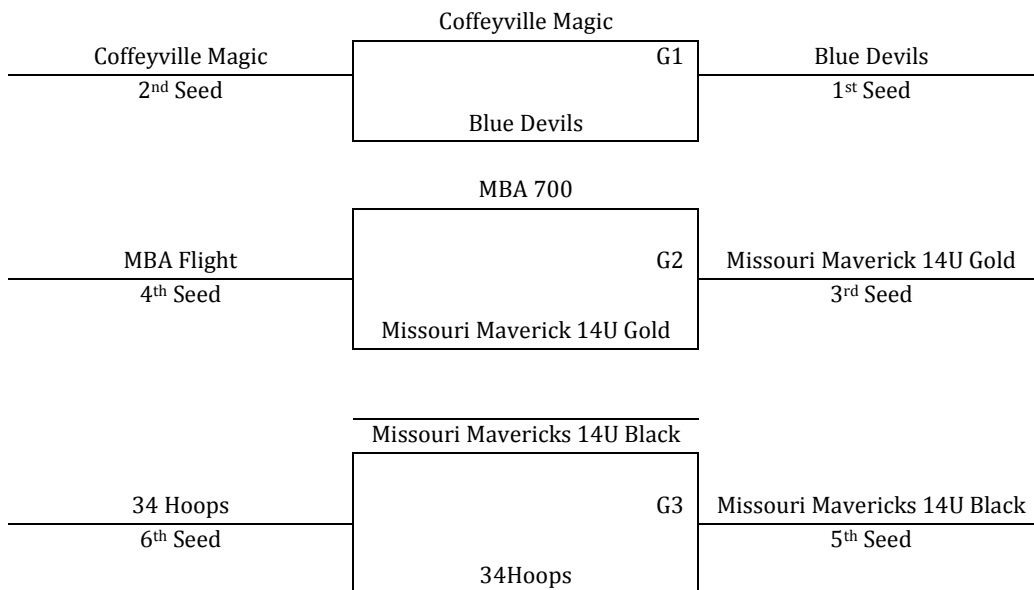 Coffeyville Magic
Coffeyville Magic G1 Blue Devils
2nd Seed 1st Seed
Blue Devils
MBA 700
MBA Flight G2 Missouri Maverick 14U Gold
4th Seed 3rd Seed
Missouri Maverick 14U Gold
Missouri Mavericks 14U Black
34 Hoops G3 Missouri Mavericks 14U Black
6th Seed 5th Seed
34Hoops